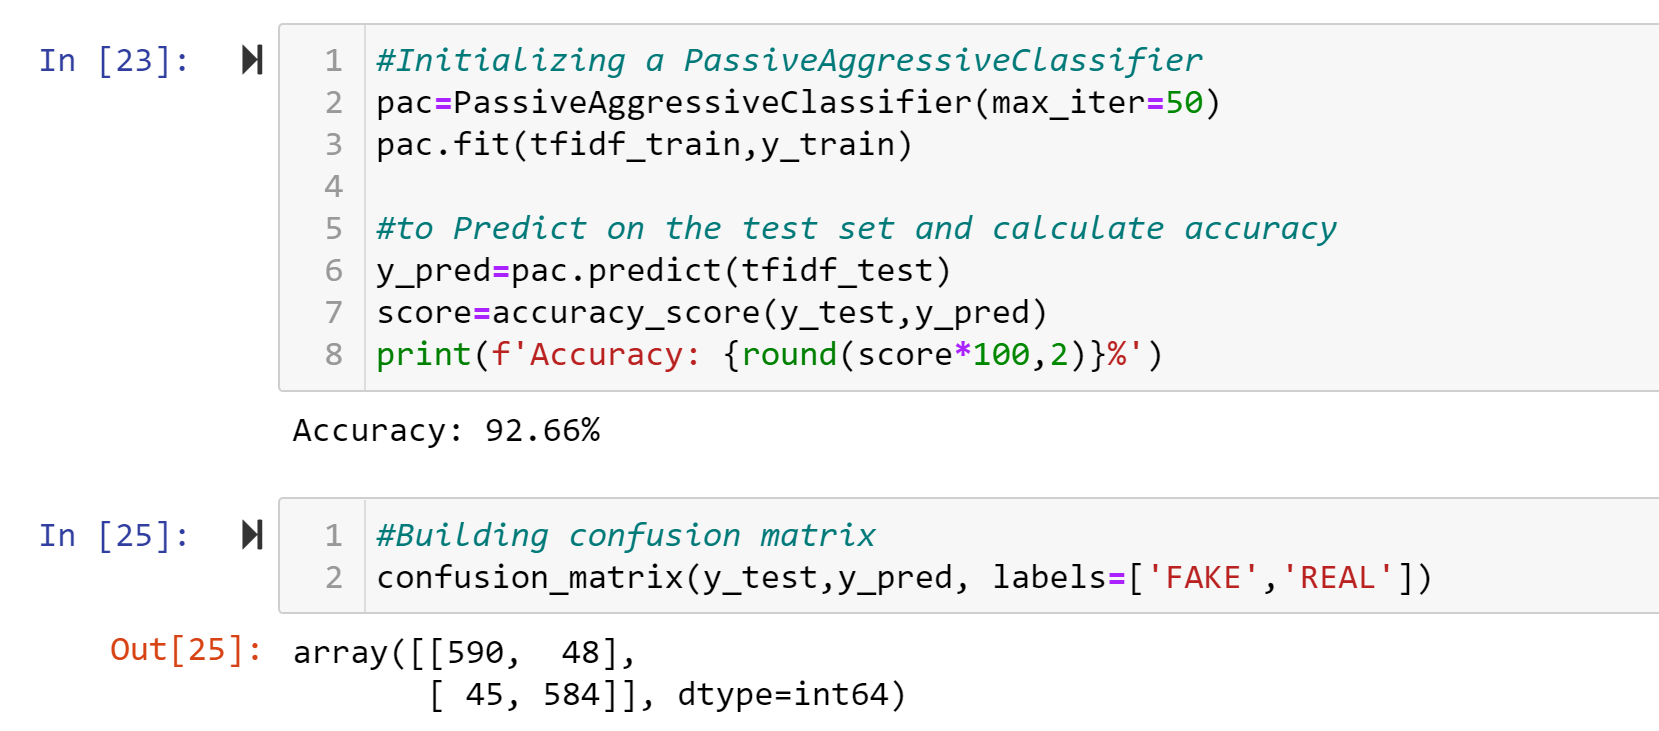 In [23]:
1 #Initializing a PassiveAggressiveClassifier
2 pac=PassiveAggressiveClassifier(max_iter=50)
3 pac.fit(tfidf_train,y_train)
4
5 #to Predict on the test set and calculate accuracy
6 y_pred=pac.predict(tfidf_test)
7 score=accuracy_score(y_test,y_pred)
8 print(f'Accuracy: {round(score*100,2)}%')
Accuracy: 92.66%
In [25]:
1 #Building confusion matrix
2 confusion_matrix(y_test,y_pred, labels=['FAKE','REAL'])
Out[25]: array([[590,  48],
       [ 45, 584]], dtype=int64)